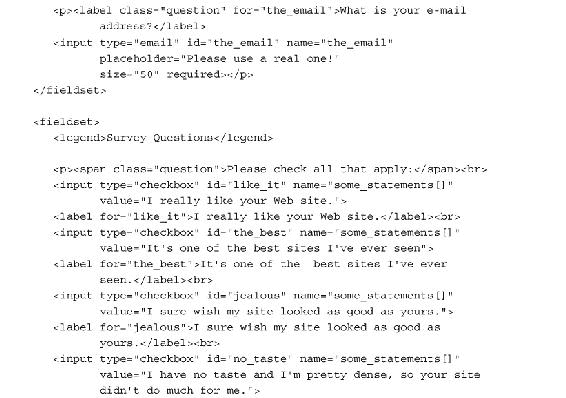 <p><label class="question" for="the_email">What is your e-mail
address?</label>
<input type="email" id="the_email" name="the_email"
placeholder="Please use a real one!"
size="50" required></p>
</fieldset>
<fieldset>
<legend>Survey Questions</legend>
<p><span class="question">Please check all that apply:</span><br>
<input type="checkbox" id="like_it" name="some_statements[]"
value="I really like your Web site.">
<label for="like_it">I really like your Web site.</label><br>
<input type="checkbox" id="the_best" name="some_statements[]"
value="It's one of the best sites I've ever seen">
<label for="the_best">It's one of the best sites I've ever
seen.</label><br>
<input type="checkbox" id="jealous" name="some_statements[]"
value="I sure wish my site looked as good as yours.">
<label for="jealous">I sure wish my site looked as good as
yours.</label><br>
<input type="checkbox" id="no_taste" name="some_statements[]"
value="I have no taste and I'm pretty dense, so your site
didn't do much for me.">